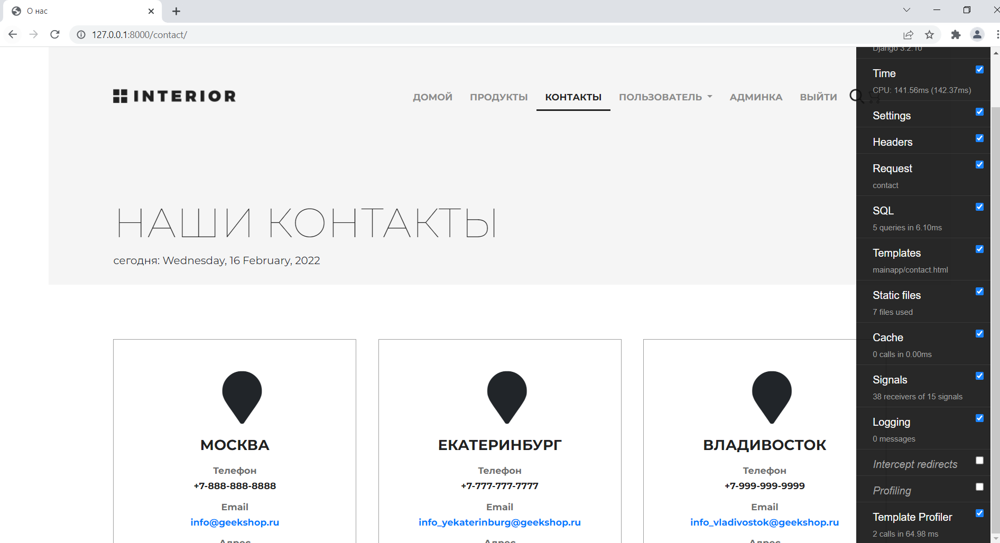 О нас
127.0.0.1:8000/contact/
INTERIOR
ДОМОЙ ПРОДУКТЫ КОНТАКТЫ ПОЛЬЗОВАТЕЛЬ АДМИНКА ВЫЙТИ
НАШИ КОНТАКТЫ
сегодня: Wednesday, 16 February, 2022
МОСКВА
Телефон
+7-888-888-8888
Email
info@geekshop.ru
Адрес
ЕКАТЕРИНБУРГ
Телефон
+7-777-777-7777
Email
info_yekaterinburg@geekshop.ru
Адрес
ВЛАДИВОСТОК
Телефон
+7-999-999-9999
Email
info_vladivostok@geekshop.ru
Адрес
Django 3.2.10
Time
CPU: 141.56ms (142.37ms)
Settings
Headers
Request
contact
SQL
5 queries in 6.10ms
Templates
mainapp/contact.html
Static files
7 files used
Cache
0 calls in 0.00ms
Signals
38 receivers of 15 signals
Logging
0 messages
Intercept redirects
Profiling
Template Profiler
2 calls in 64.98 ms